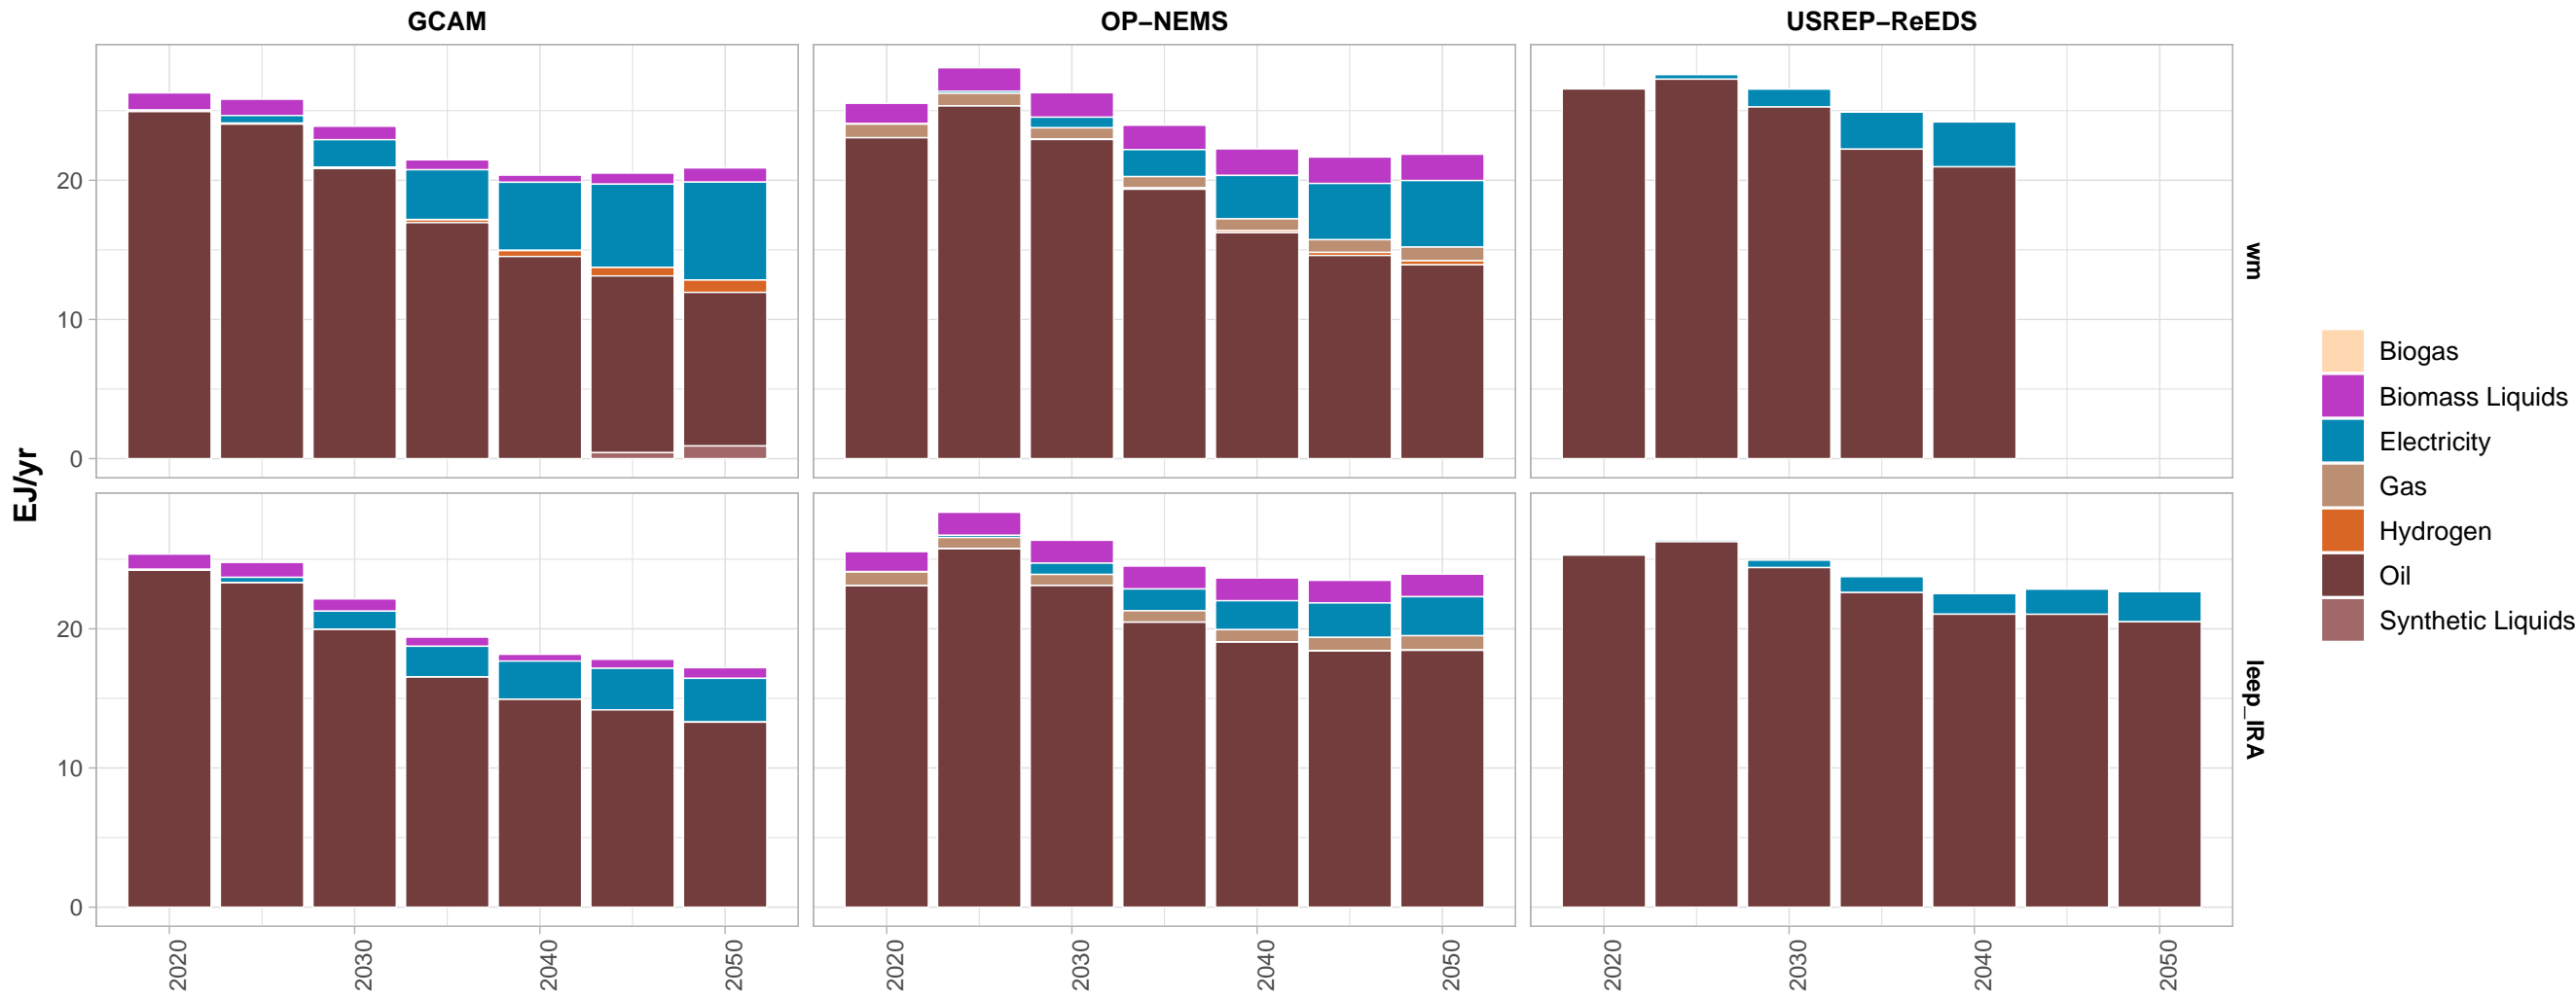 GCAM
OP−NEMS
USREP−ReEDS
EJ/yr
20
10
0
wm
20
10
0
leep_IRA
2020
2030
2040
2050
2020
2030
2040
2050
2020
2030
2040
2050
Biogas
Biomass Liquids
Electricity
Gas
Hydrogen
Oil
Synthetic Liquids